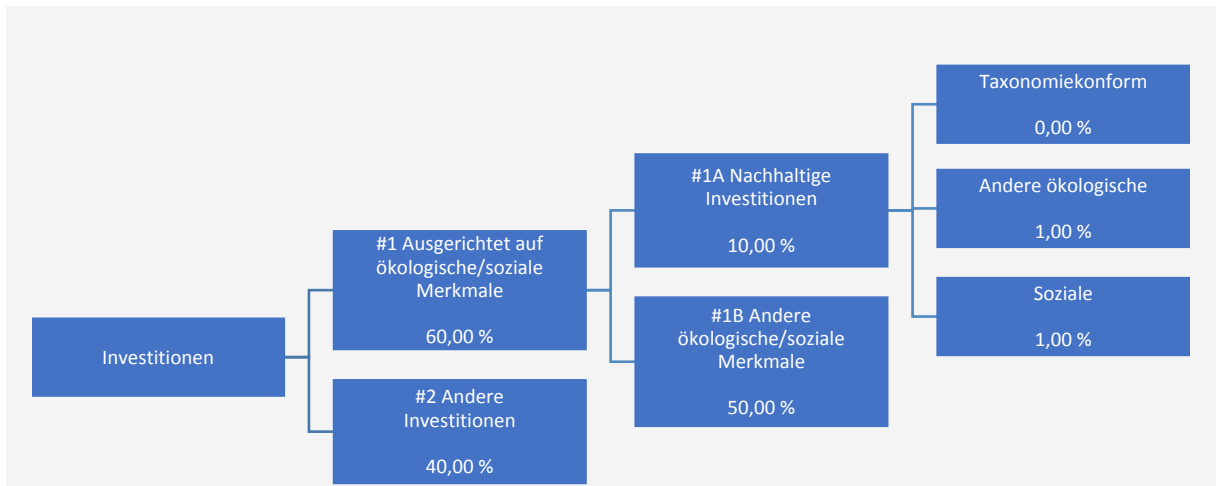 Investitionen
#1 Ausgerichtet auf
ökologische/soziale
Merkmale
60,00 %
#2 Andere
Investitionen
40,00 %
#1A Nachhaltige
Investitionen
10,00 %
#1B Andere
ökologische/soziale
Merkmale
50,00 %
Taxonomiekonform
0,00 %
Andere ökologische
1,00 %
Soziale
1,00 %